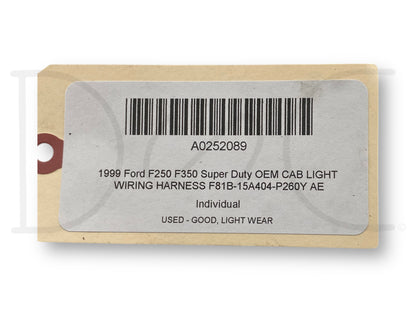 A0252089
1999 Ford F250 F350 Super Duty OEM CAB LIGHT
WIRING HARNESS F81B-15A404-P260Y AE
Individual
USED - GOOD, LIGHT WEAR